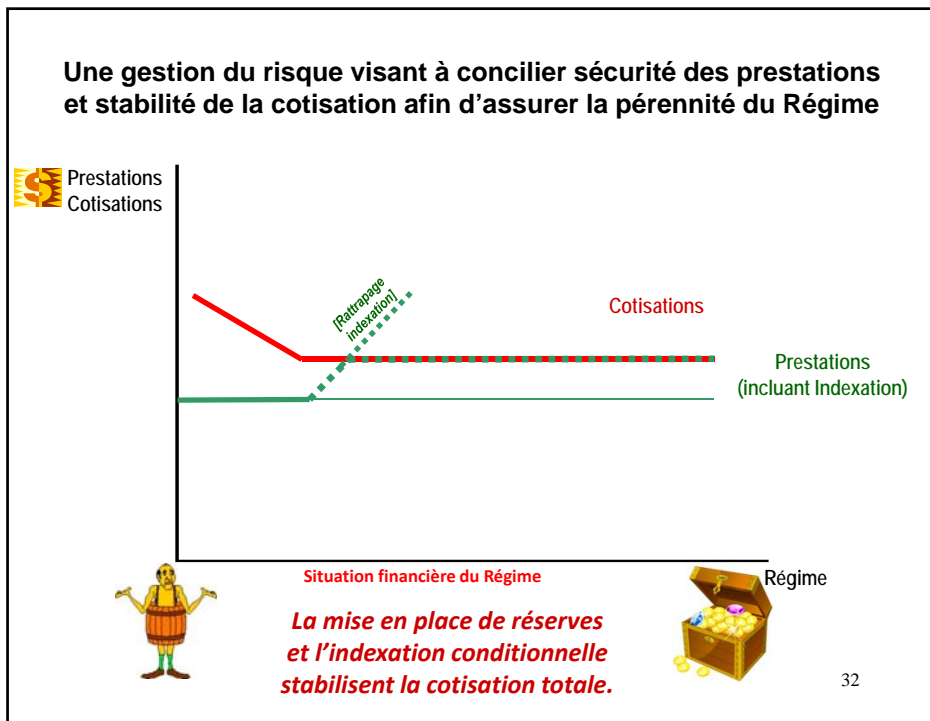 Une gestion du risque visant à concilier sécurité des prestations
et stabilité de la cotisation afin d'assurer la pérennité du Régime
$
Prestations
Cotisations
[Rattrapage
indexation]
Cotisations
Prestations
(incluant Indexation)
Situation financière du Régime
Régime
La mise en place de réserves
et l'indexation conditionnelle
stabilisent la cotisation totale.
32